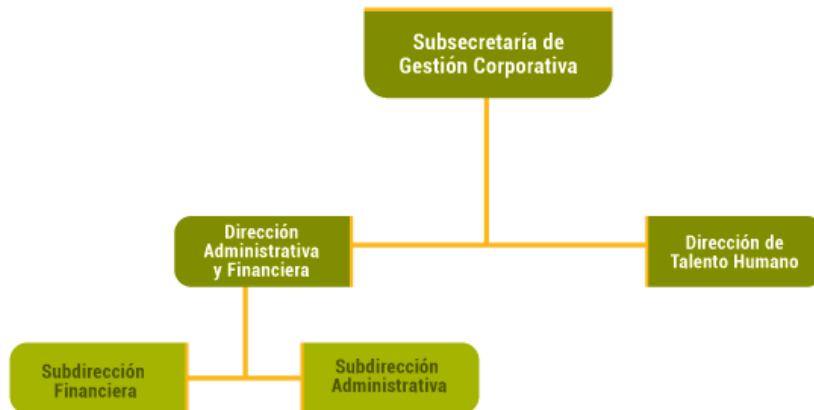 Subsecretaría de
Gestión Corporativa
Dirección
Administrativa
y Financiera
Dirección de
Talento Humano
Subdirección
Financiera
Subdirección
Administrativa